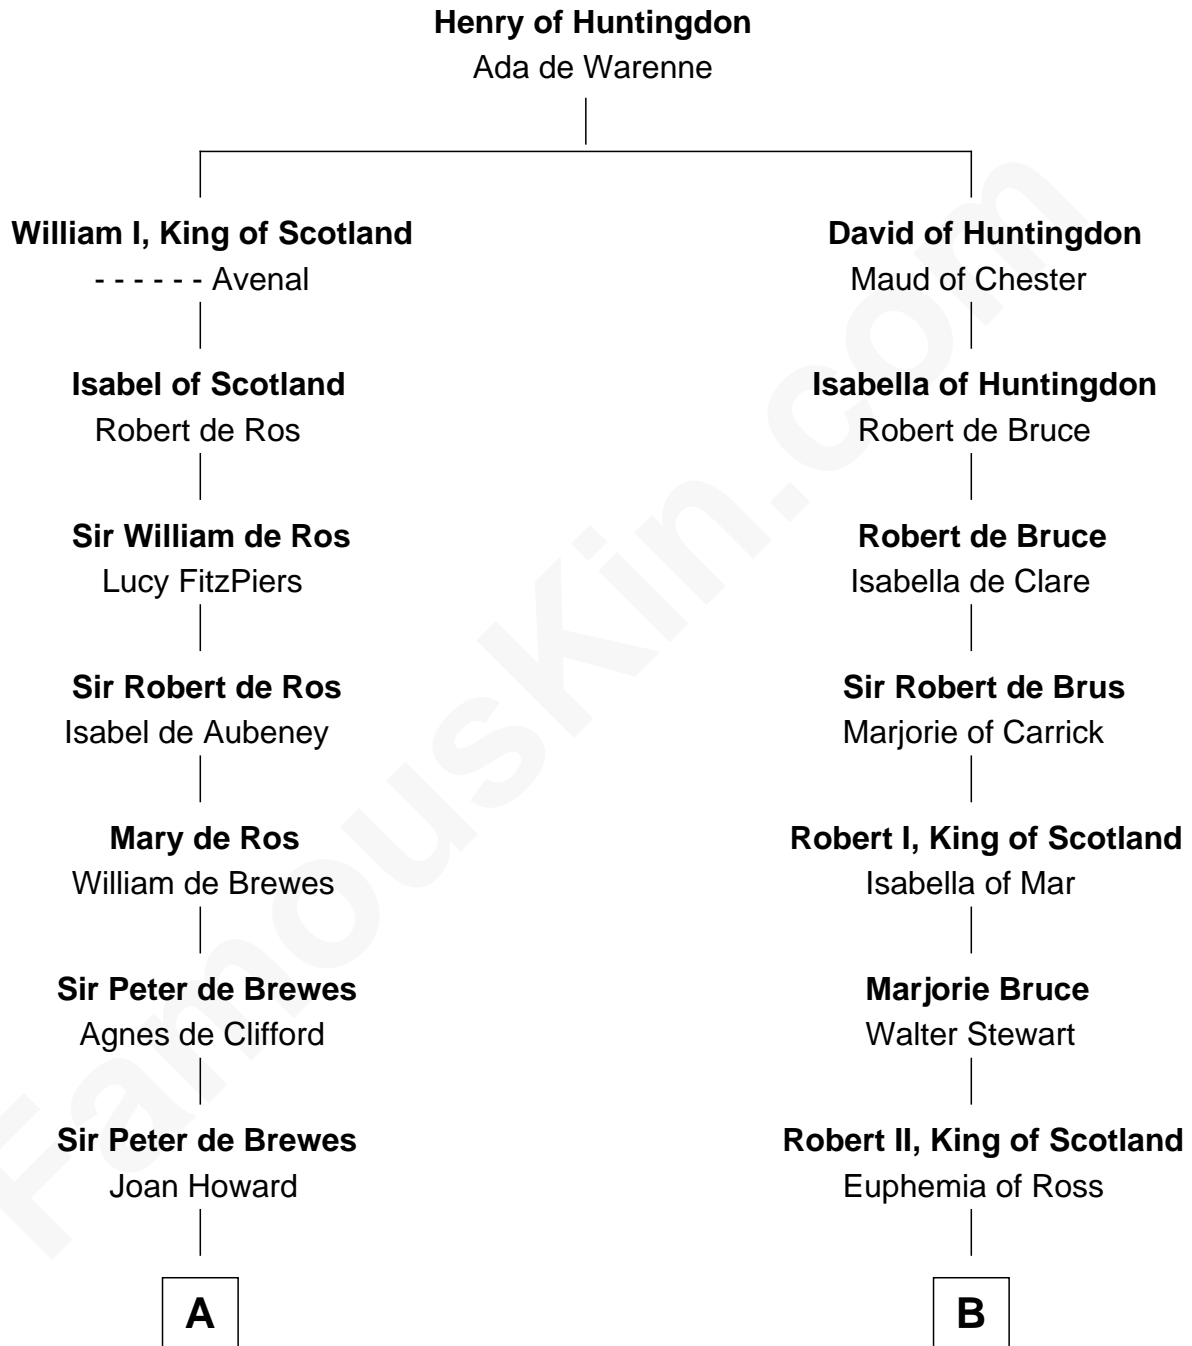 Henry of Huntingdon
Ada de Warenne
William I, King of Scotland
- - - - - - Avenal
Isabel of Scotland
Robert de Ros
Sir William de Ros
Lucy FitzPiers
Sir Robert de Ros
Isabel de Aubeney
Mary de Ros
William de Brewes
Sir Peter de Brewes
Agnes de Clifford
Sir Peter de Brewes
Joan Howard
A
David of Huntingdon
Maud of Chester
Isabella of Huntingdon
Robert de Bruce
Robert de Bruce
Isabella de Clare
Sir Robert de Brus
Marjorie of Carrick
Robert I, King of Scotland
Isabella of Mar
Marjorie Bruce
Walter Stewart
Robert II, King of Scotland
Euphemia of Ross
B
FamousKin.com